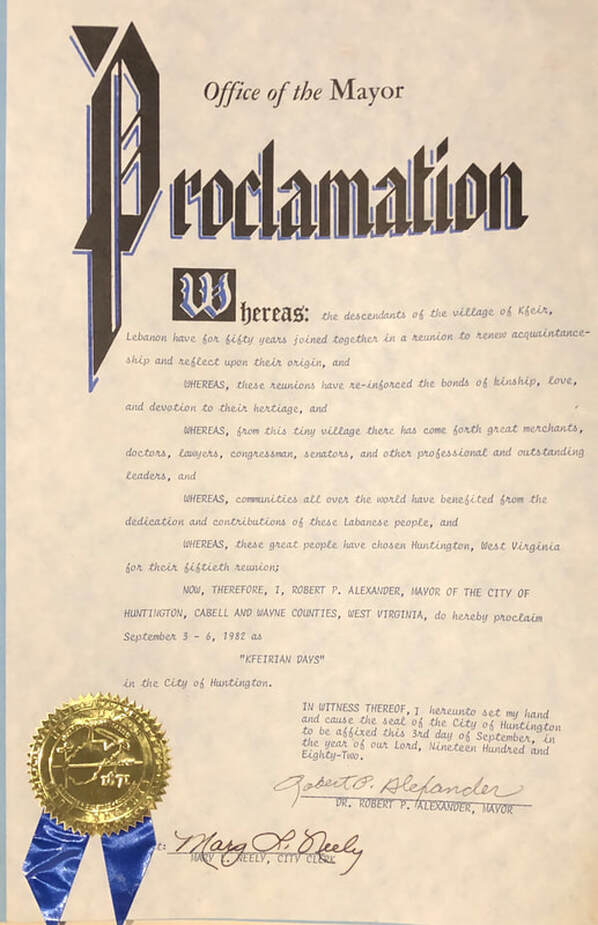 Office of the Mayor
Proclamation
Whereas: the descendants of the village of Kfeir,
Lebanon have for fifty years joined together in a reunion to renew acquaintance-
ship and reflect upon their origin, and
WHEREAS, these reunions have re-inforced the bonds of kinship, love,
and devotion to their hertiage, and
WHEREAS, from this tiny village there has come forth great merchants,
doctors, lawyers, congressman, senators, and other professional and outstanding
leaders, and
WHEREAS, communities all over the world have benefited from the
dedication and contributions of these Labanese people, and
WHEREAS, these great people have chosen Huntington, West Virginia
for their fiftieth reunion;
NOW, THEREFORE, I, ROBERT P. ALEXANDER, MAYOR OF THE CITY OF
HUNTINGTON, CABELL AND WAYNE COUNTIES, WEST VIRGINIA, do hereby proclaim
September 3 - 6, 1982 as
"KFEIRIAN DAYS"
in the City of Huntington.
IN WITNESS THEREOF, I hereunto set my hand
and cause the seal of the City of Huntington
to be affixed this 3rd day of September, in
the year of our Lord, Nineteen Hundred and
Eighty-Two.
Robert P. Alexander
DR. ROBERT P. ALEXANDER, MAYOR
1871
Mary L. Neely
MARY L. NEELY, CITY CLERK